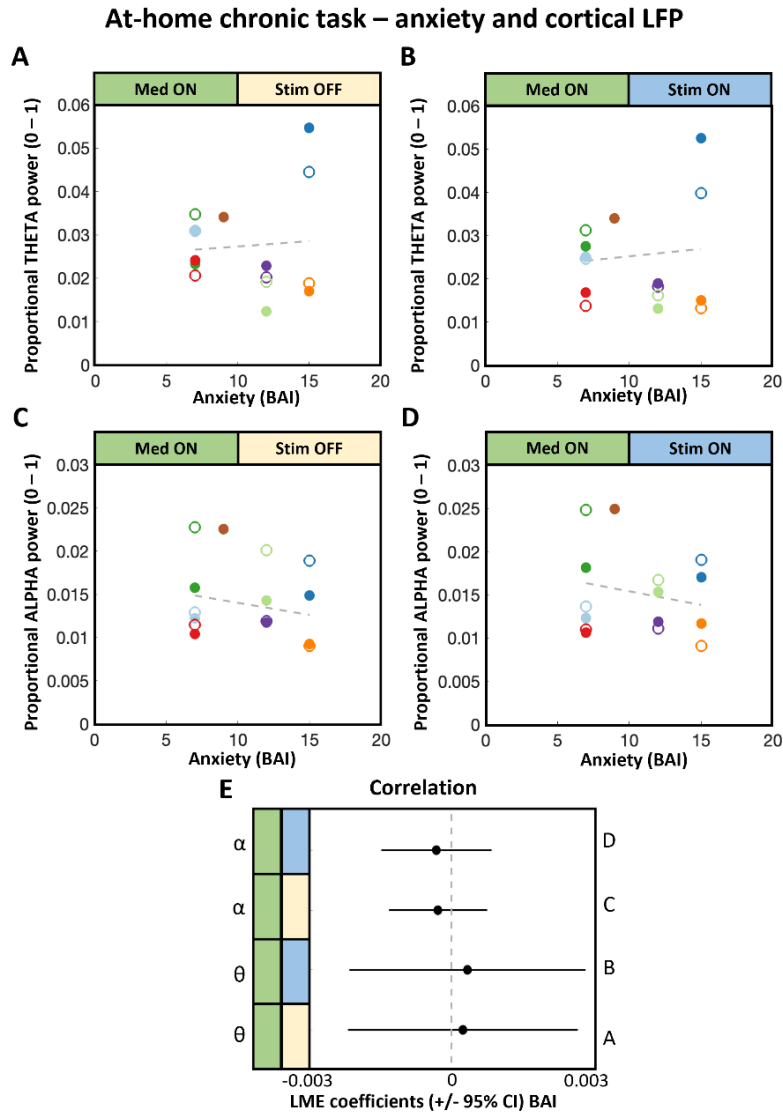 At-home chronic task – anxiety and cortical LFP
A
Med ON Stim OFF
Proportional THETA power (0 – 1)
0.06
0.05
0.04
0.03
0.02
0.01
0
0 5 10 15 20
Anxiety (BAI)
B
Med ON Stim ON
Proportional THETA power (0 – 1)
0.06
0.05
0.04
0.03
0.02
0.01
0
0 5 10 15 20
Anxiety (BAI)
C
Med ON Stim OFF
Proportional ALPHA power (0 – 1)
0.03
0.025
0.02
0.015
0.01
0.005
0
0 5 10 15 20
Anxiety (BAI)
D
Med ON Stim ON
Proportional ALPHA power (0 – 1)
0.03
0.025
0.02
0.015
0.01
0.005
0
0 5 10 15 20
Anxiety (BAI)
E
Correlation
α D
α C
θ B
θ A
-0.003 0 0.003
LME coefficients (+/- 95% CI) BAI